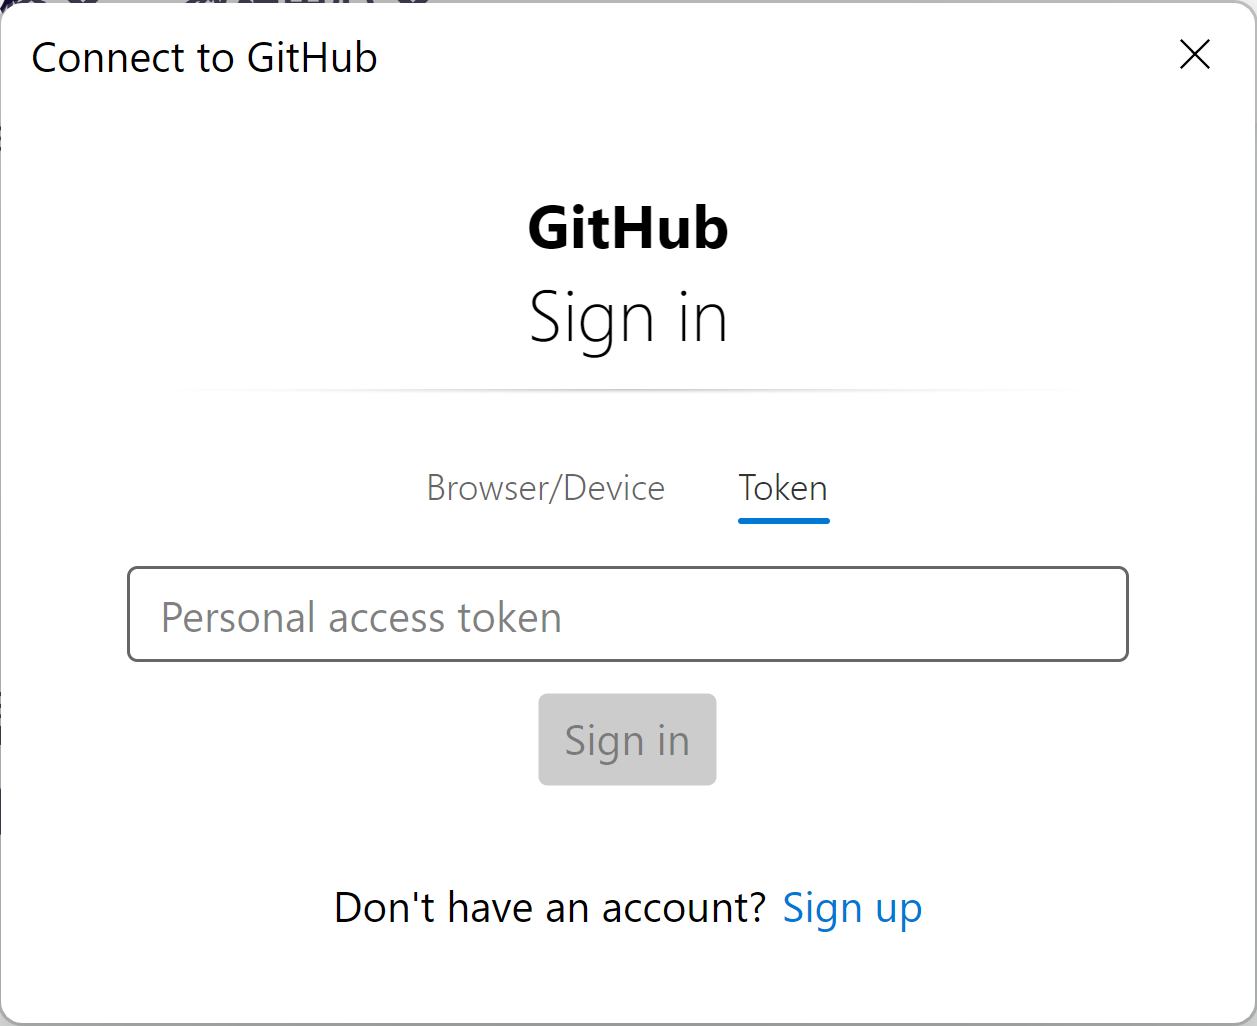 Connect to GitHub
GitHub
Sign in
Browser/Device Token
Personal access token
Sign in
Don't have an account? Sign up